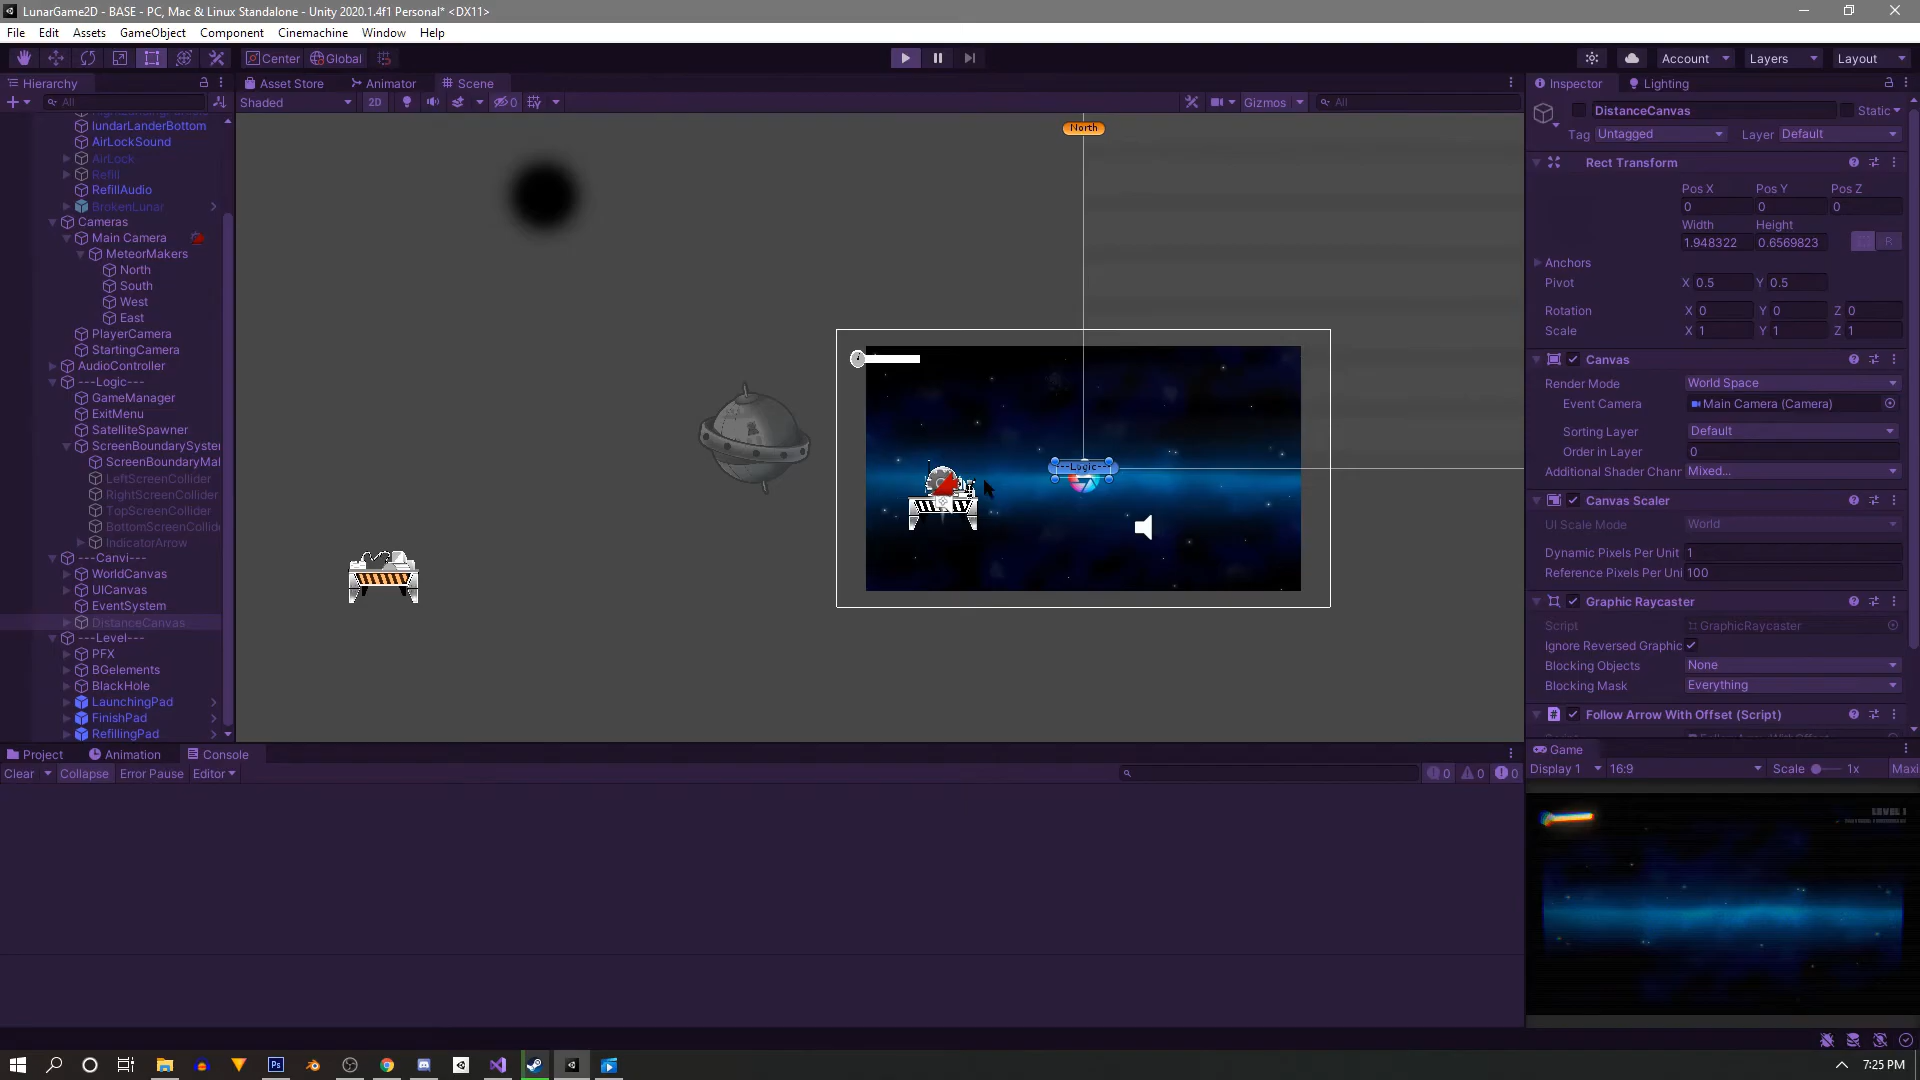 LunarGame2D - BASE - PC, Mac & Linux Standalone - Unity 2020.1.4f1 Personal* <DX11>
File Edit Assets GameObject Component Cinemachine Window Help
Center Global
Account Layers Layout
Hierarchy
All
lundarLanderBottom
AirLockSound
AirLock
Refill
RefillAudio
BrokenLunar
Cameras
Main Camera
MeteorMakers
North
South
West
East
PlayerCamera
StartingCamera
AudioController
---Logic---
GameManager
ExitMenu
SatelliteSpawner
ScreenBoundarySyster
ScreenBoundaryMal
LeftScreenCollider
RightScreenCollider
TopScreenCollider
BottomScreenCollide
IndicatorArrow
---Canvi---
WorldCanvas
UICanvas
EventSystem
DistanceCanvas
---Level---
PFX
BGelements
BlackHole
LaunchingPad
FinishPad
RefillingPad
Asset Store Animator Scene
Shaded 2D 0 Gizmos All
North
---Logic---
Inspector Lighting
DistanceCanvas Static
Tag Untagged Layer Default
Rect Transform
Pos X Pos Y Pos Z
0 0 0
Width Height
1.948322 0.6569823 R
Anchors
Pivot X 0.5 Y 0.5
Rotation X 0 Y 0 Z 0
Scale X 1 Y 1 Z 1
Canvas
Render Mode World Space
Event Camera Main Camera (Camera)
Sorting Layer Default
Order in Layer 0
Additional Shader Chanr Mixed...
Canvas Scaler
UI Scale Mode World
Dynamic Pixels Per Unit 1
Reference Pixels Per Uni 100
Graphic Raycaster
Script GraphicRaycaster
Ignore Reversed Graphic
Blocking Objects None
Blocking Mask Everything
Follow Arrow With Offset (Script)
Project Animation Console
Clear Collapse Error Pause Editor 0 0 0
Game
Display 1 16:9 Scale 1x Maxi
LEVEL 1
Ps
7:25 PM